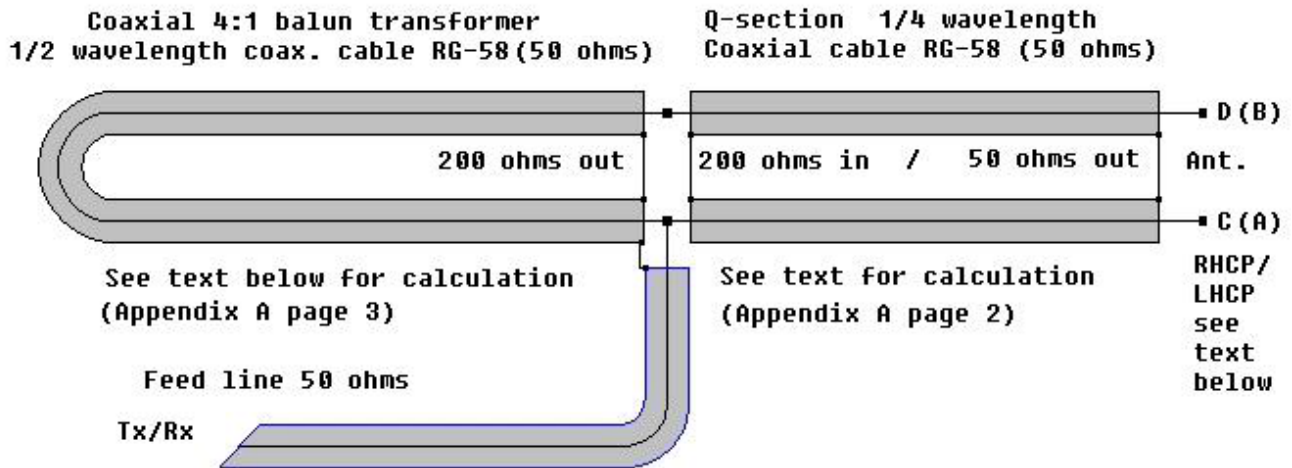 Coaxial 4:1 balun transformer
1/2 wavelength coax. cable RG-58(50 ohms)
Q-section 1/4 wavelength
Coaxial cable RG-58 (50 ohms)
D(B)
200 ohms out
200 ohms in / 50 ohms out
Ant.
C(A)
See text below for calculation
(Appendix A page 3)
See text for calculation
(Appendix A page 2)
RHCP/
LHCP
see
text
below
Feed line 50 ohms
Tx/Rx